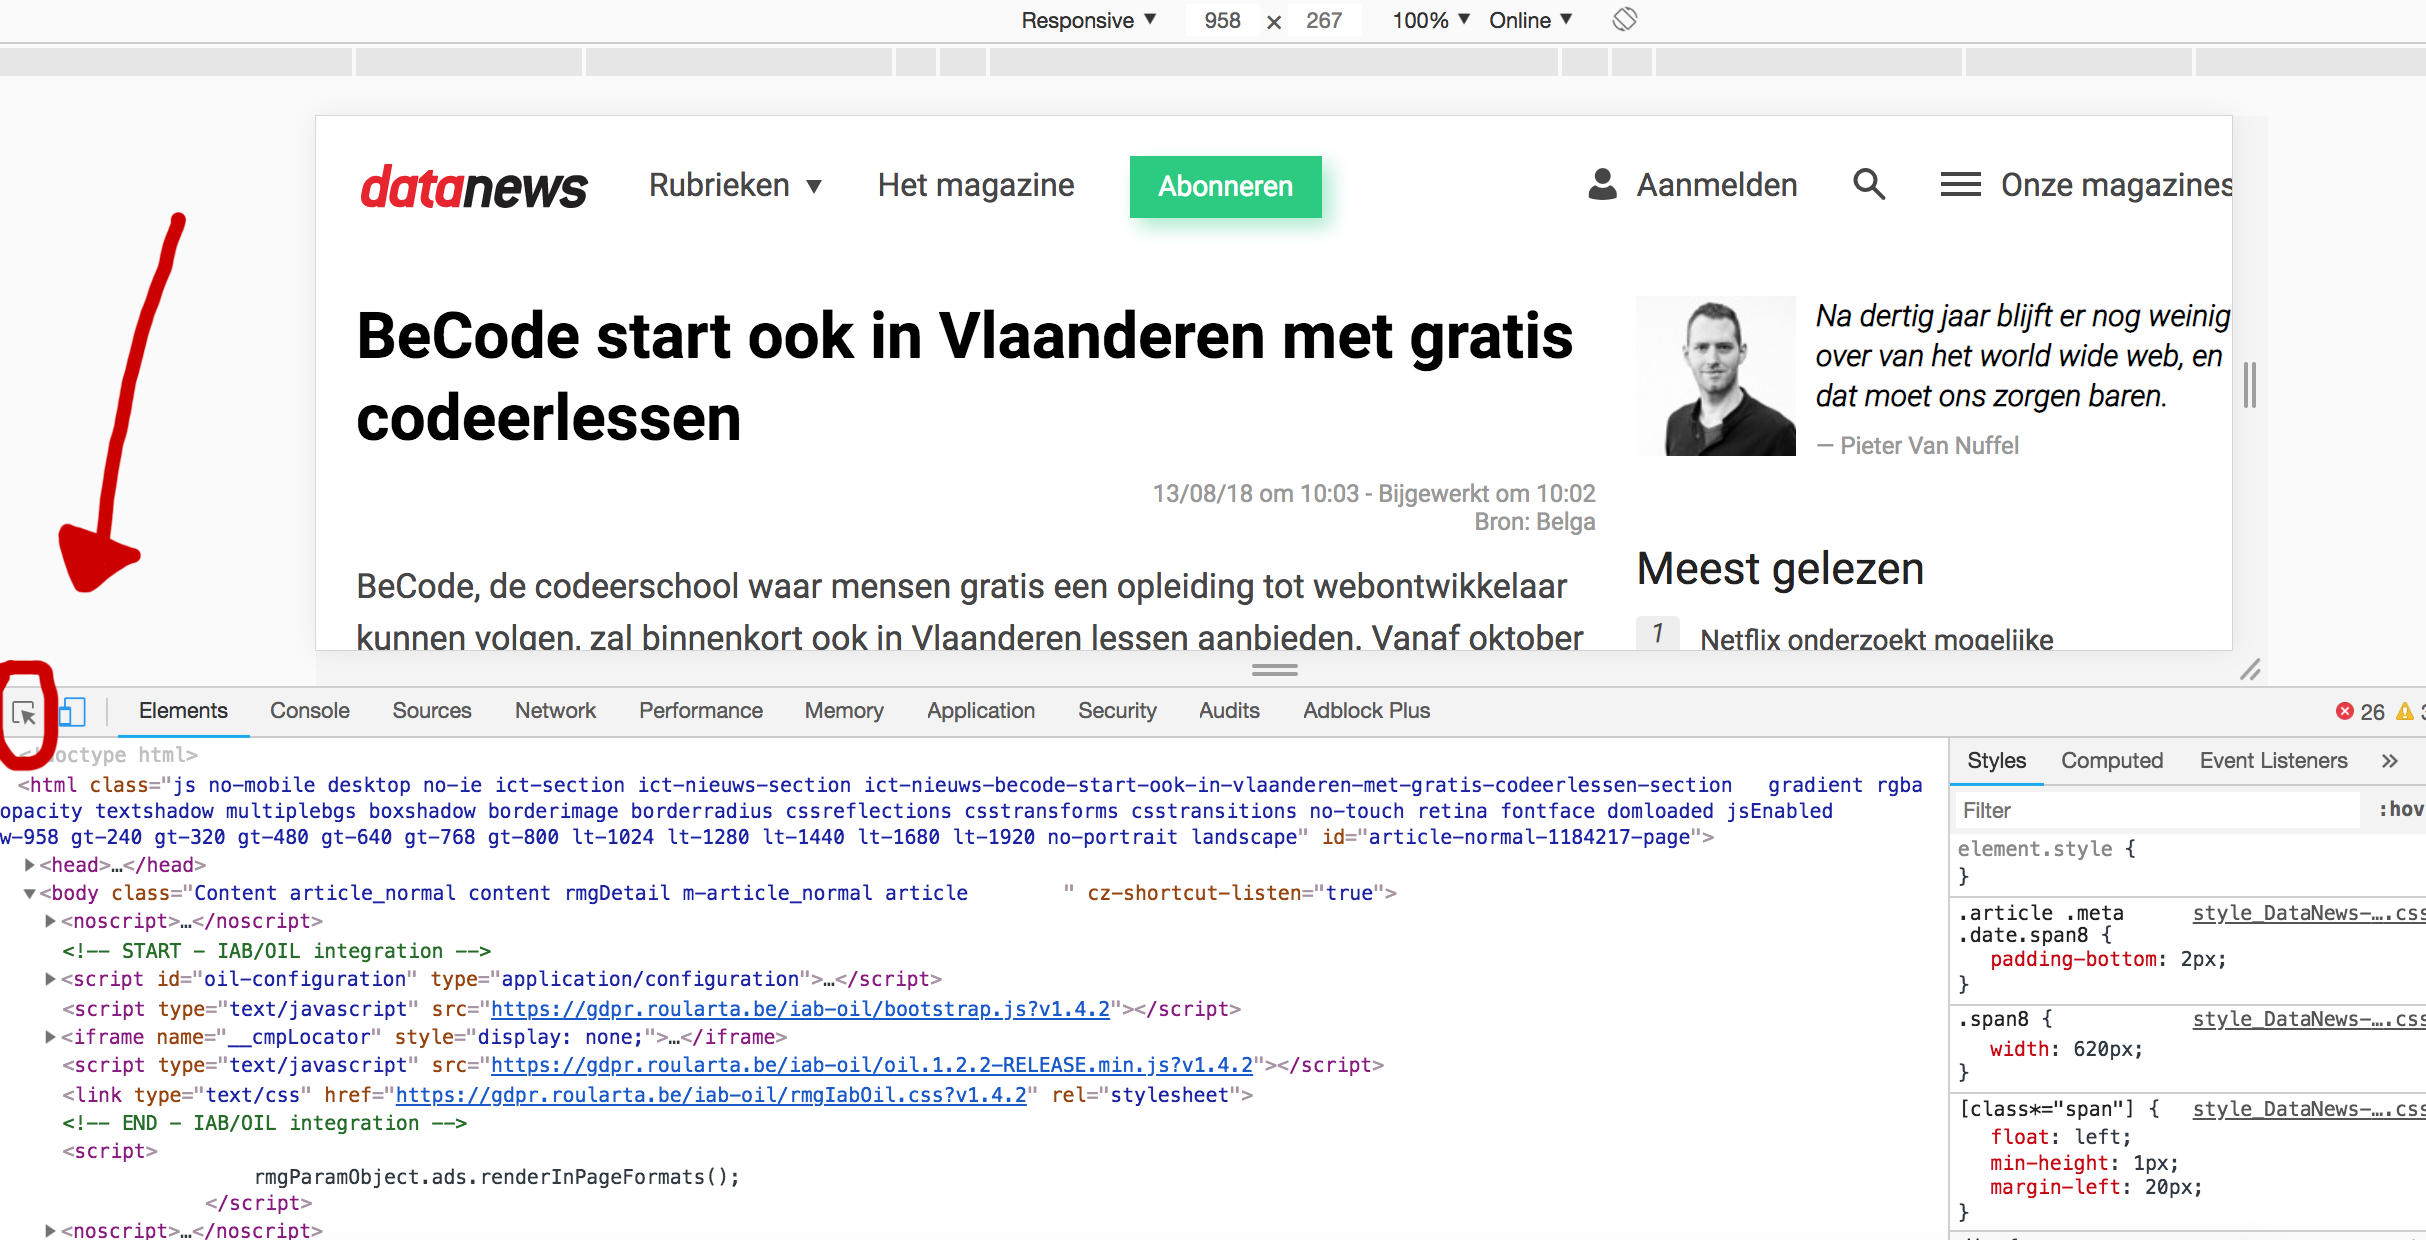 Responsive ▼ 958 × 267 100% ▼ Online ▼
datanews Rubrieken ▼ Het magazine Abonneren Aanmelden Onze magazines
BeCode start ook in Vlaanderen met gratis
codeerlessen
13/08/18 om 10:03 - Bijgewerkt om 10:02
Bron: Belga
BeCode, de codeerschool waar mensen gratis een opleiding tot webontwikkelaar
kunnen volgen, zal binnenkort ook in Vlaanderen lessen aanbieden. Vanaf oktober
Na dertig jaar blijft er nog weinig
over van het world wide web, en
dat moet ons zorgen baren.
— Pieter Van Nuffel
Meest gelezen
1 Netflix onderzoekt mogelijke
Elements Console Sources Network Performance Memory Application Security Audits Adblock Plus 26
octype html>
<html class="js no-mobile desktop no-ie ict-section ict-nieuws-section ict-nieuws-becode-start-ook-in-vlaanderen-met-gratis-codeerlessen-section gradient rgba
opacity textshadow multiplebgs boxshadow borderimage borderradius cssreflections csstransforms csstransitions no-touch retina fontface domloaded jsEnabled
w-958 gt-240 gt-320 gt-480 gt-640 gt-768 gt-800 lt-1024 lt-1280 lt-1440 lt-1680 lt-1920 no-portrait landscape" id="article-normal-1184217-page">
▶<head>…</head>
▼<body class="Content article_normal content rmgDetail m-article_normal article " cz-shortcut-listen="true">
▶<noscript>…</noscript>
<!-- START - IAB/OIL integration -->
▶<script id="oil-configuration" type="application/configuration">…</script>
<script type="text/javascript" src="https://gdpr.roularta.be/iab-oil/bootstrap.js?v1.4.2"></script>
▶<iframe name="__cmpLocator" style="display: none;">…</iframe>
<script type="text/javascript" src="https://gdpr.roularta.be/iab-oil/oil.1.2.2-RELEASE.min.js?v1.4.2"></script>
<link type="text/css" href="https://gdpr.roularta.be/iab-oil/rmgIabOil.css?v1.4.2" rel="stylesheet">
<!-- END - IAB/OIL integration -->
<script>
rmgParamObject.ads.renderInPageFormats();
</script>
▶<noscript>…</noscript>
Styles Computed Event Listeners »
Filter :hov
element.style {
}
.article .meta style_DataNews-….css
.date.span8 {
padding-bottom: 2px;
}
.span8 { style_DataNews-….css
width: 620px;
}
[class*="span"] { style_DataNews-….css
float: left;
min-height: 1px;
margin-left: 20px;
}